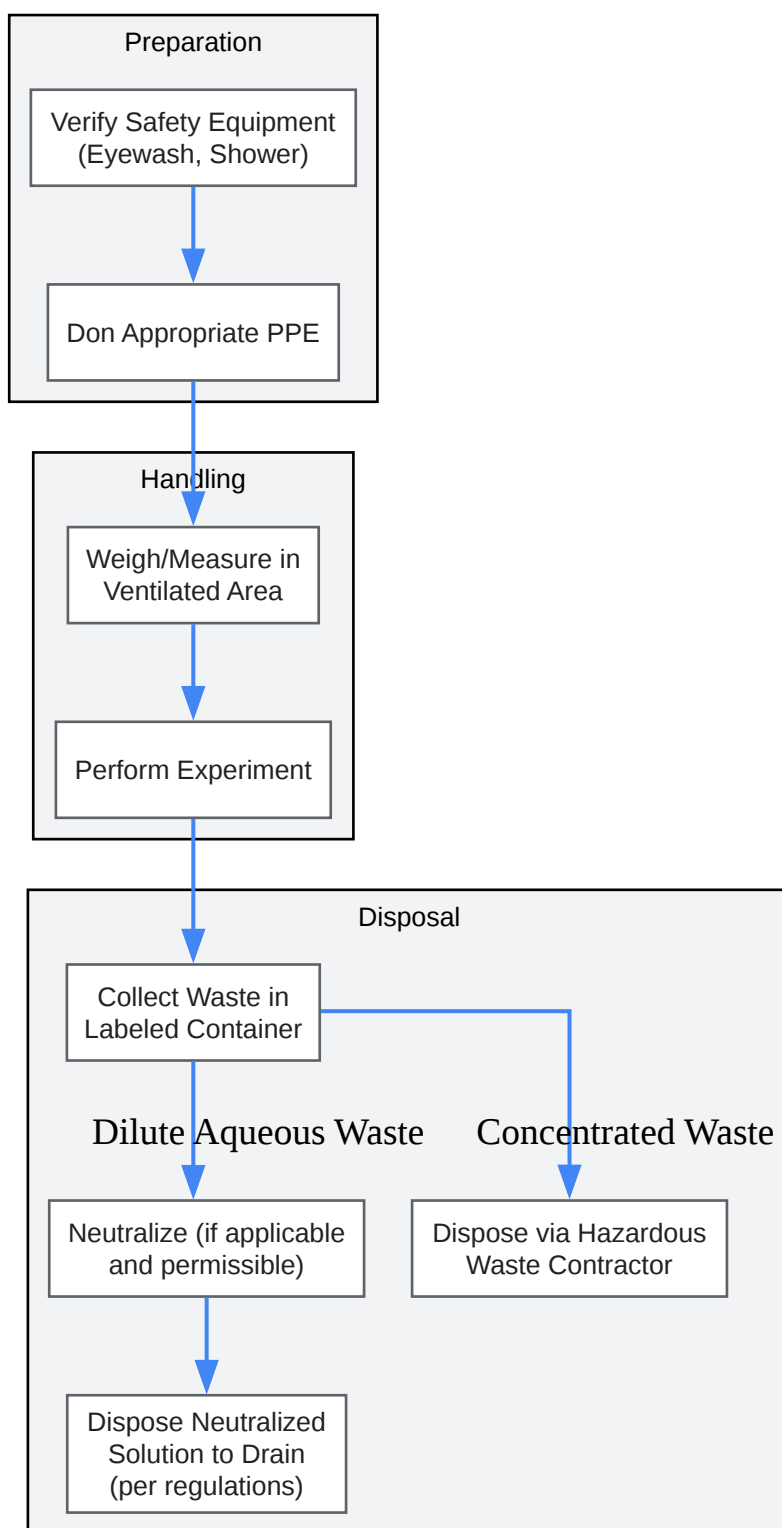 Preparation
Verify Safety Equipment
(Eyewash, Shower)
Don Appropriate PPE
Handling
Weigh/Measure in
Ventilated Area
Perform Experiment
Disposal
Collect Waste in
Labeled Container
Dilute Aqueous Waste
Concentrated Waste
Neutralize (if applicable
and permissible)
Dispose via Hazardous
Waste Contractor
Dispose Neutralized
Solution to Drain
(per regulations)